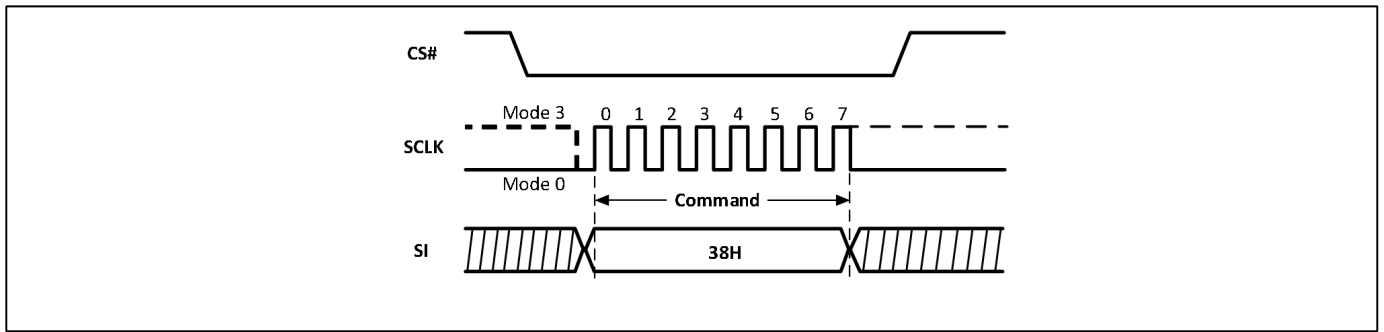 CS#
Mode 3 0 1 2 3 4 5 6 7
SCLK
Mode 0
Command
SI 38H